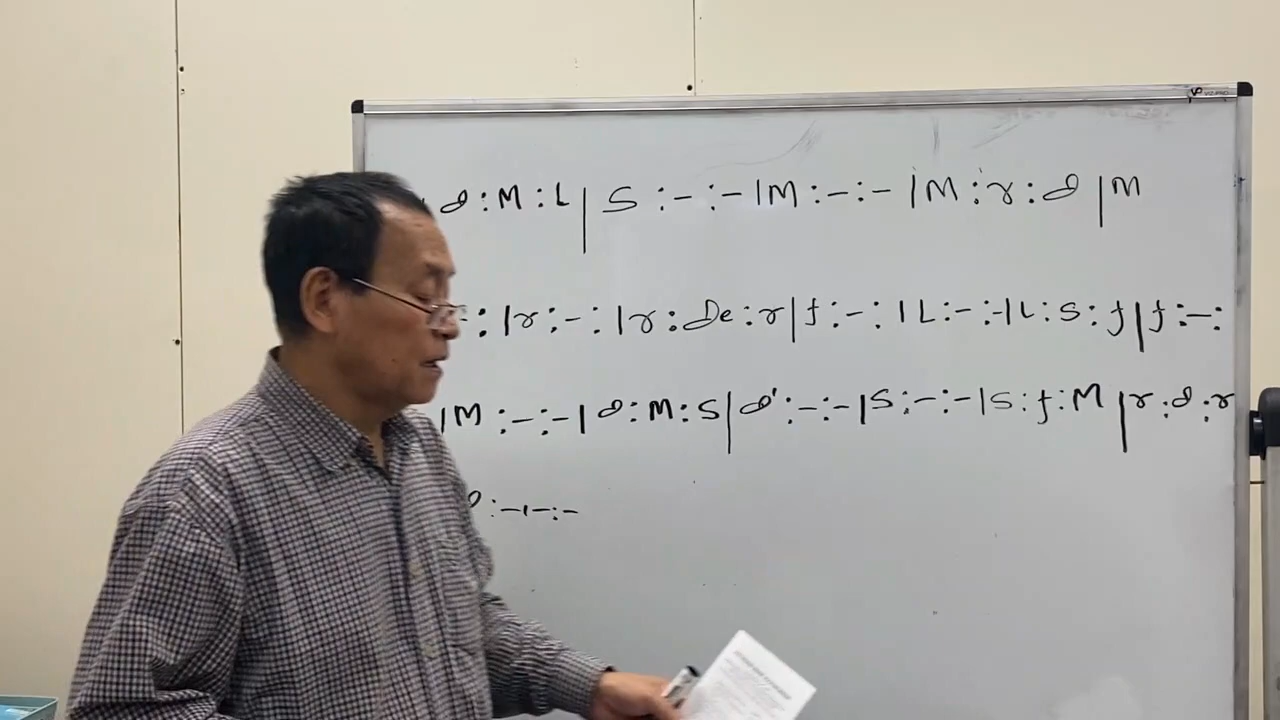 d : M : L | S : - : - | M : - : - | M : r : d | M
- : | r : - : | r : De : r | f : - : | L : - : - | L : S : f | f : - :
| M : - : - | d : M : S | d' : - : - | S : - : - | S : f : M | r : d : r
d : - | - : -